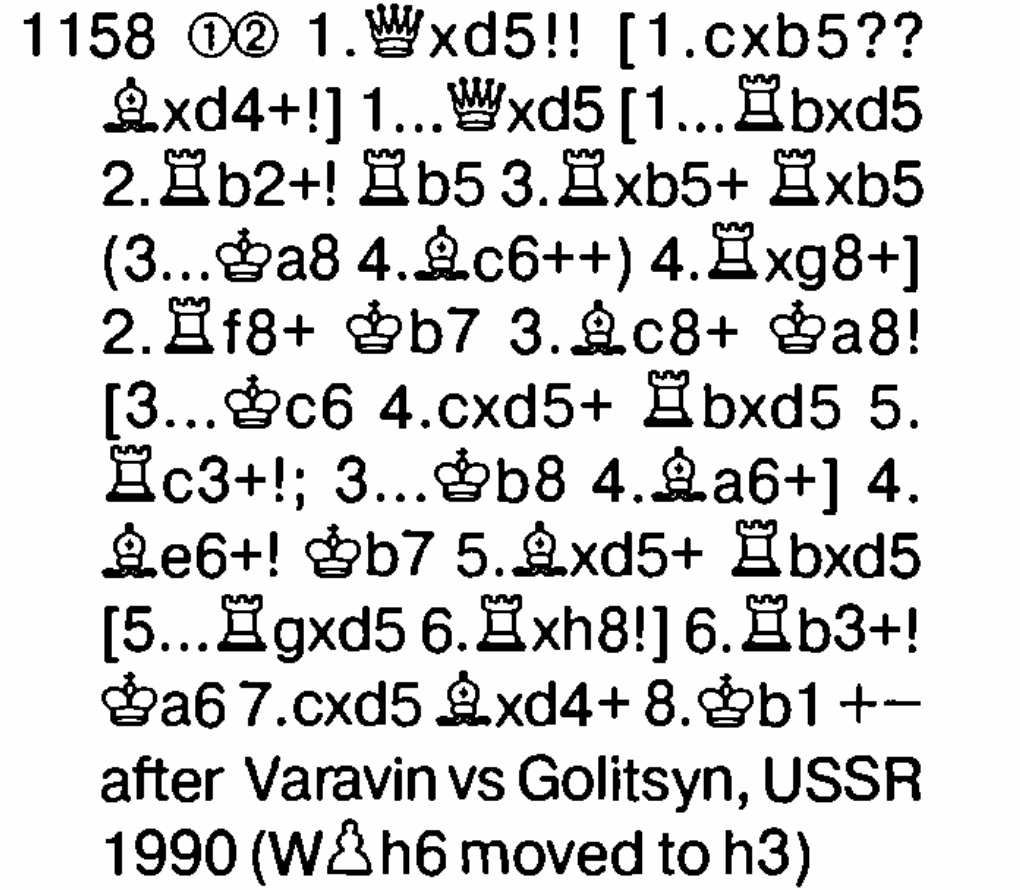 1158 ①② 1.♕xd5!! [1.cxb5??
♗xd4+!] 1...♕xd5 [1...♖bxd5
2.♖b2+! ♖b5 3.♖xb5+ ♖xb5
(3...♔a8 4.♗c6++) 4.♖xg8+]
2.♖f8+ ♔b7 3.♗c8+ ♔a8!
[3...♔c6 4.cxd5+ ♖bxd5 5.
♖c3+!; 3...♔b8 4.♗a6+] 4.
♗e6+! ♔b7 5.♗xd5+ ♖bxd5
[5...♖gxd5 6.♖xh8!] 6.♖b3+!
♔a6 7.cxd5 ♗xd4+ 8.♔b1 +−
after Varavin vs Golitsyn, USSR
1990 (W♙h6 moved to h3)